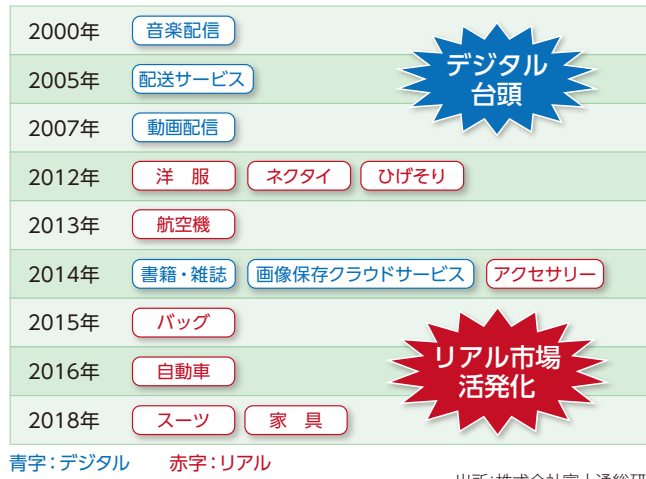 2000年 音楽配信
デジタル
台頭
2005年 配送サービス
2007年 動画配信
2012年 洋 服 ネクタイ ひげそり
2013年 航空機
2014年 書籍・雑誌 画像保存クラウドサービス アクセサリー
2015年 バッグ
リアル市場
活発化
2016年 自動車
2018年 スーツ 家 具
青字：デジタル 赤字：リアル